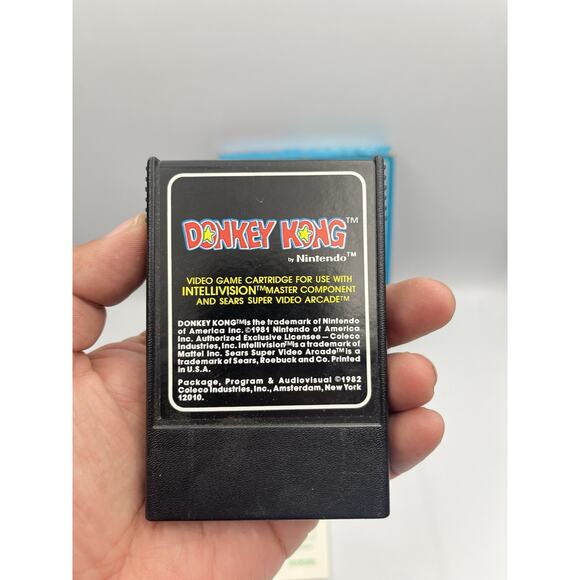 DONKEY KONG™
by Nintendo™
VIDEO GAME CARTRIDGE FOR USE WITH
INTELLIVISION™ MASTER COMPONENT
AND SEARS SUPER VIDEO ARCADE™
DONKEY KONG™is the trademark of Nintendo
of America Inc. ©1981 Nintendo of America
Inc. Authorized Exclusive Licensee—Coleco
Industries, Inc. Intellivision™is a trademark of
Mattel Inc. Sears Super Video Arcade™is a
trademark of Sears, Roebuck and Co. Printed
in U.S.A.
Package, Program & Audiovisual ©1982
Coleco Industries, Inc., Amsterdam, New York
12010.